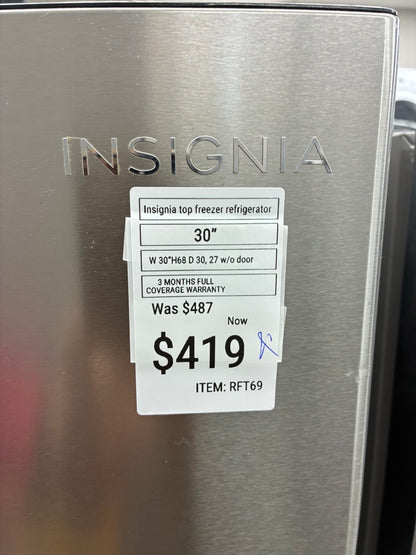 INSIGNIA
Insignia top freezer refrigerator
30”
W 30”H68 D 30, 27 w/o door
3 MONTHS FULL
COVERAGE WARRANTY
Was $487
Now
$419
ITEM: RFT69